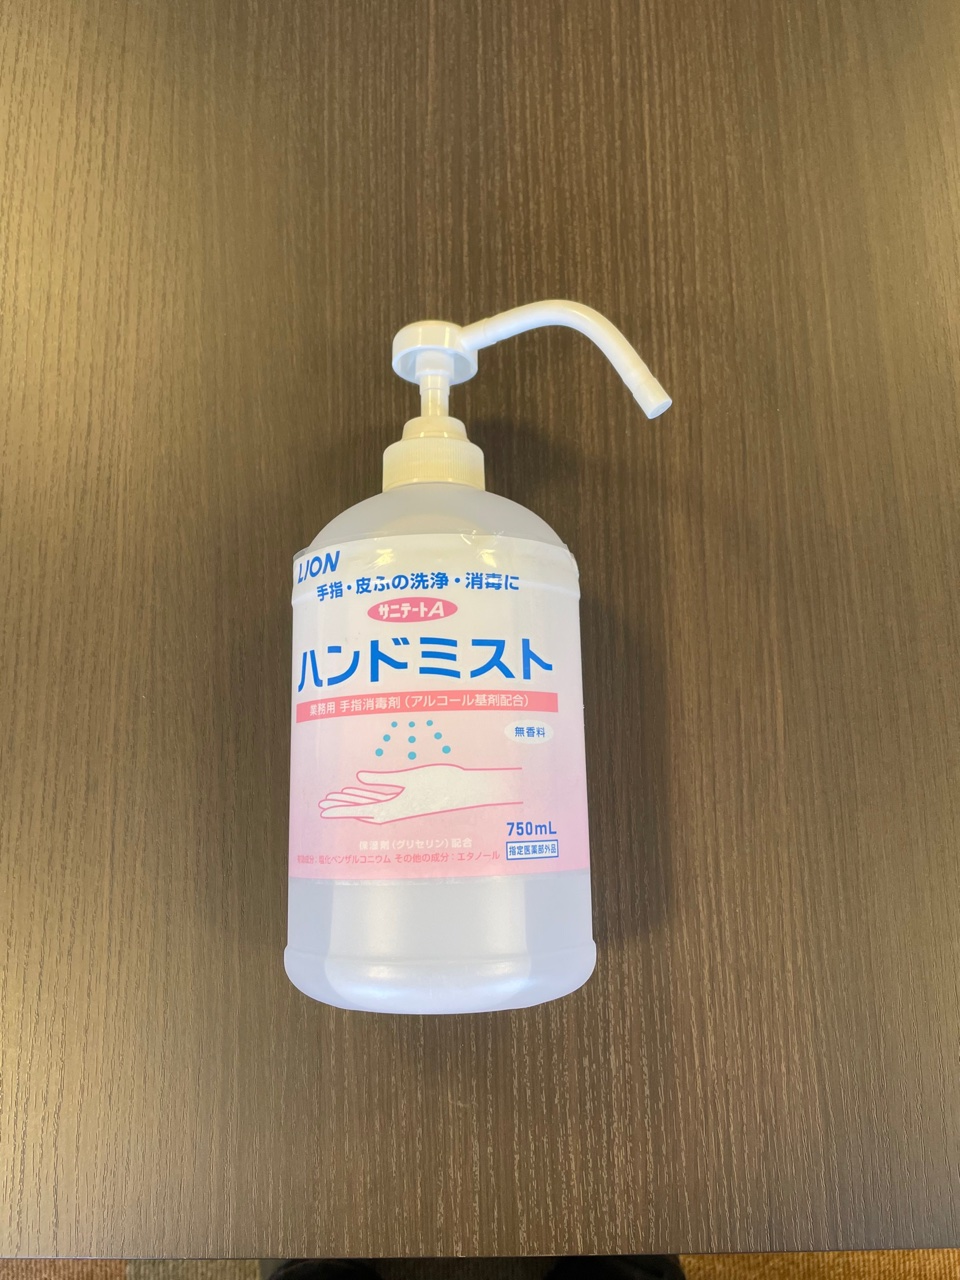 LION
手指・皮ふの洗浄・消毒に
サニテートA
ハンドミスト
業務用 手指消毒剤（アルコール基剤配合）
無香料
750mL
保湿剤（グリセリン）配合
指定医薬部外品
有効成分：塩化ベンザルコニウム その他の成分：エタノール